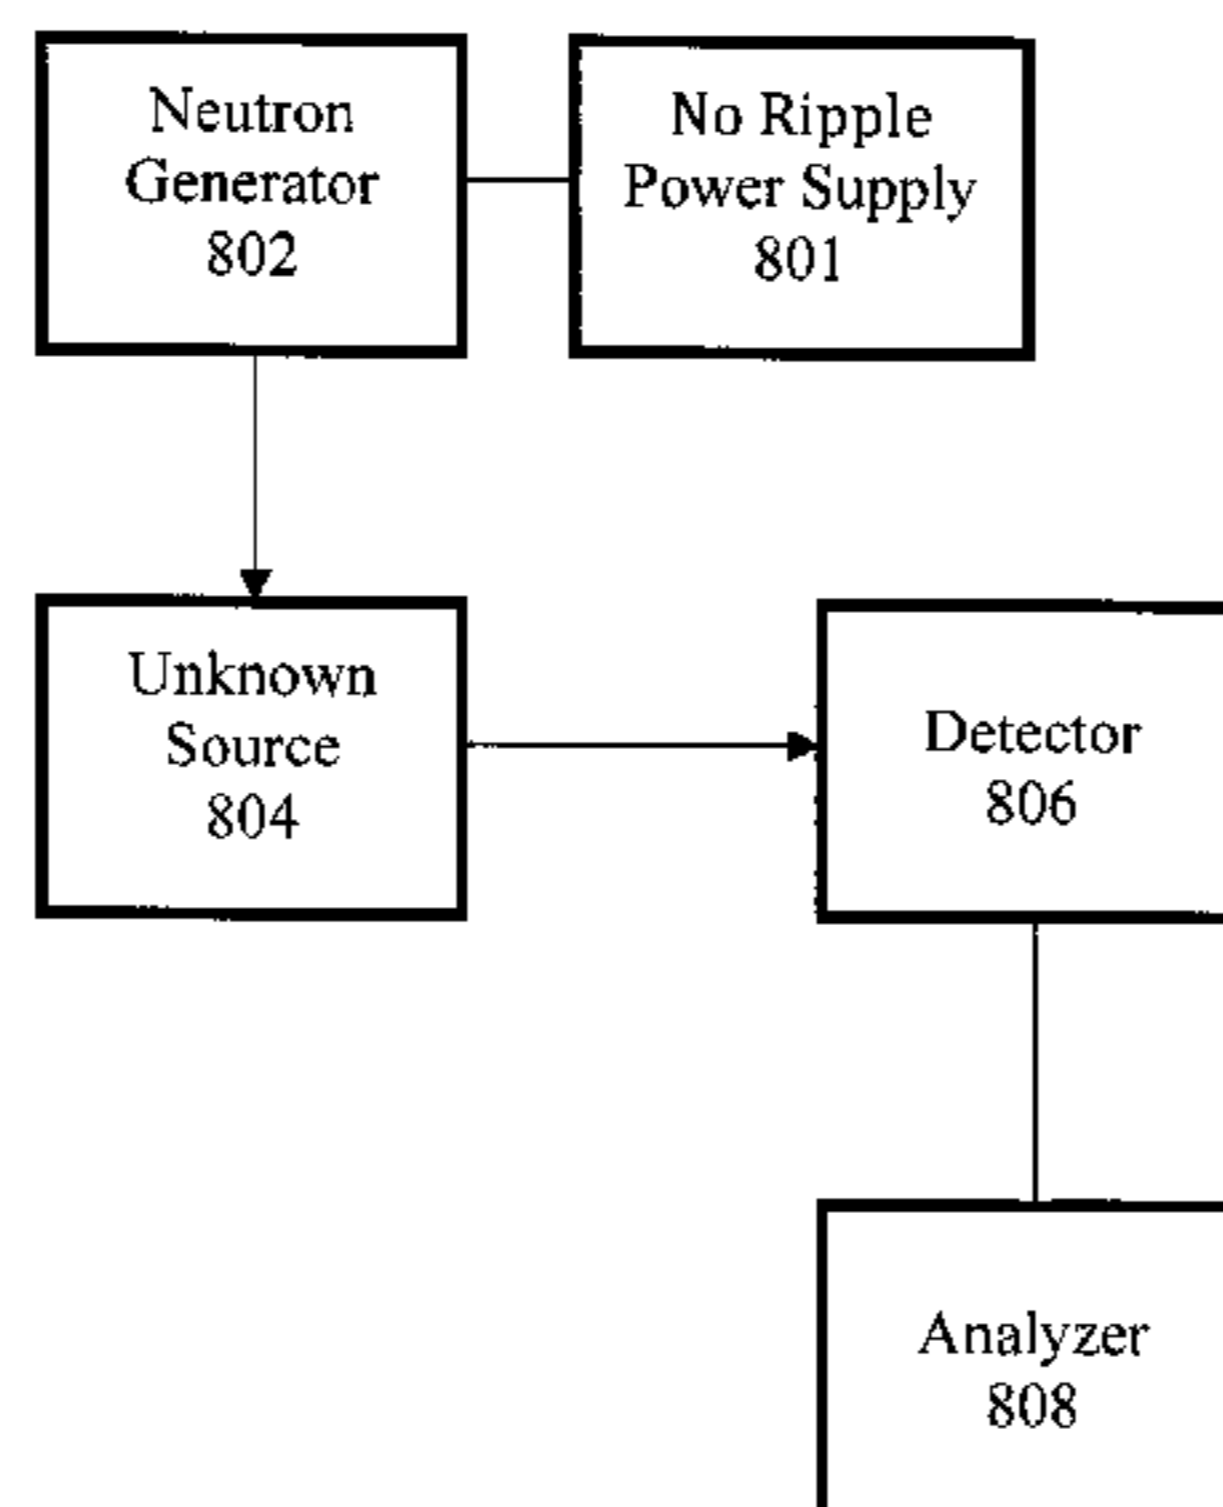 Neutron
Generator
802
No Ripple
Power Supply
801
Unknown
Source
804
Detector
806
Analyzer
808